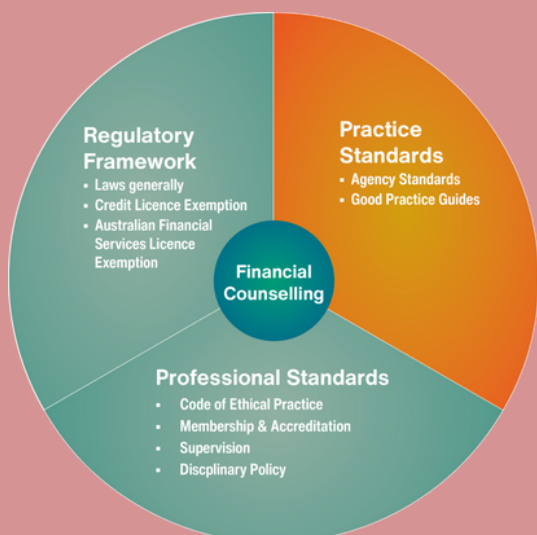 Regulatory
Framework
▪ Laws generally
▪ Credit Licence Exemption
▪ Australian Financial
Services Licence
Exemption
Practice
Standards
▪ Agency Standards
▪ Good Practice Guides
Financial
Counselling
Professional Standards
▪ Code of Ethical Practice
▪ Membership & Accreditation
▪ Supervision
▪ Discplinary Policy